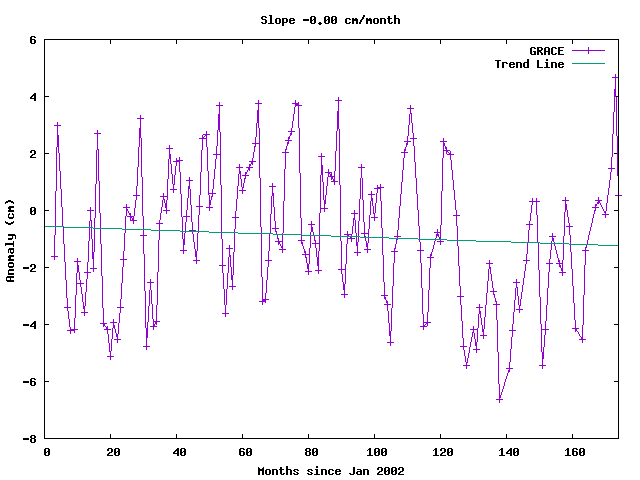 Slope -0.00 cm/month
6
4
2
0
-2
-4
-6
-8
Anomaly (cm)
GRACE
Trend Line
0 20 40 60 80 100 120 140 160
Months since Jan 2002